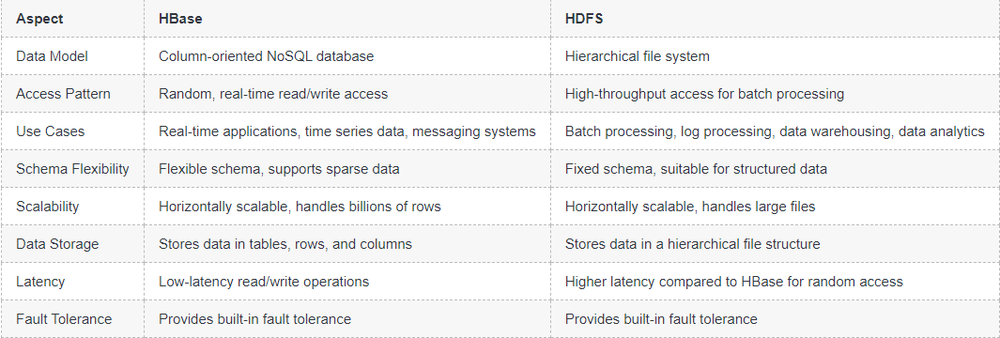 Aspect HBase HDFS
Data Model Column-oriented NoSQL database Hierarchical file system
Access Pattern Random, real-time read/write access High-throughput access for batch processing
Use Cases Real-time applications, time series data, messaging systems Batch processing, log processing, data warehousing, data analytics
Schema Flexibility Flexible schema, supports sparse data Fixed schema, suitable for structured data
Scalability Horizontally scalable, handles billions of rows Horizontally scalable, handles large files
Data Storage Stores data in tables, rows, and columns Stores data in a hierarchical file structure
Latency Low-latency read/write operations Higher latency compared to HBase for random access
Fault Tolerance Provides built-in fault tolerance Provides built-in fault tolerance